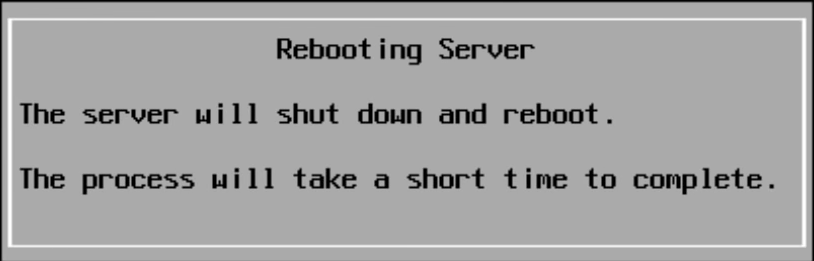 Rebooting Server
The server will shut down and reboot.
The process will take a short time to complete.